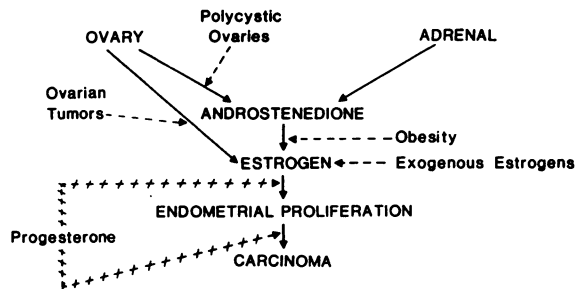 Polycystic
Ovaries
OVARY
ADRENAL
Ovarian
Tumors
ANDROSTENEDIONE
Obesity
ESTROGEN
Exogenous Estrogens
ENDOMETRIAL PROLIFERATION
Progesterone
CARCINOMA